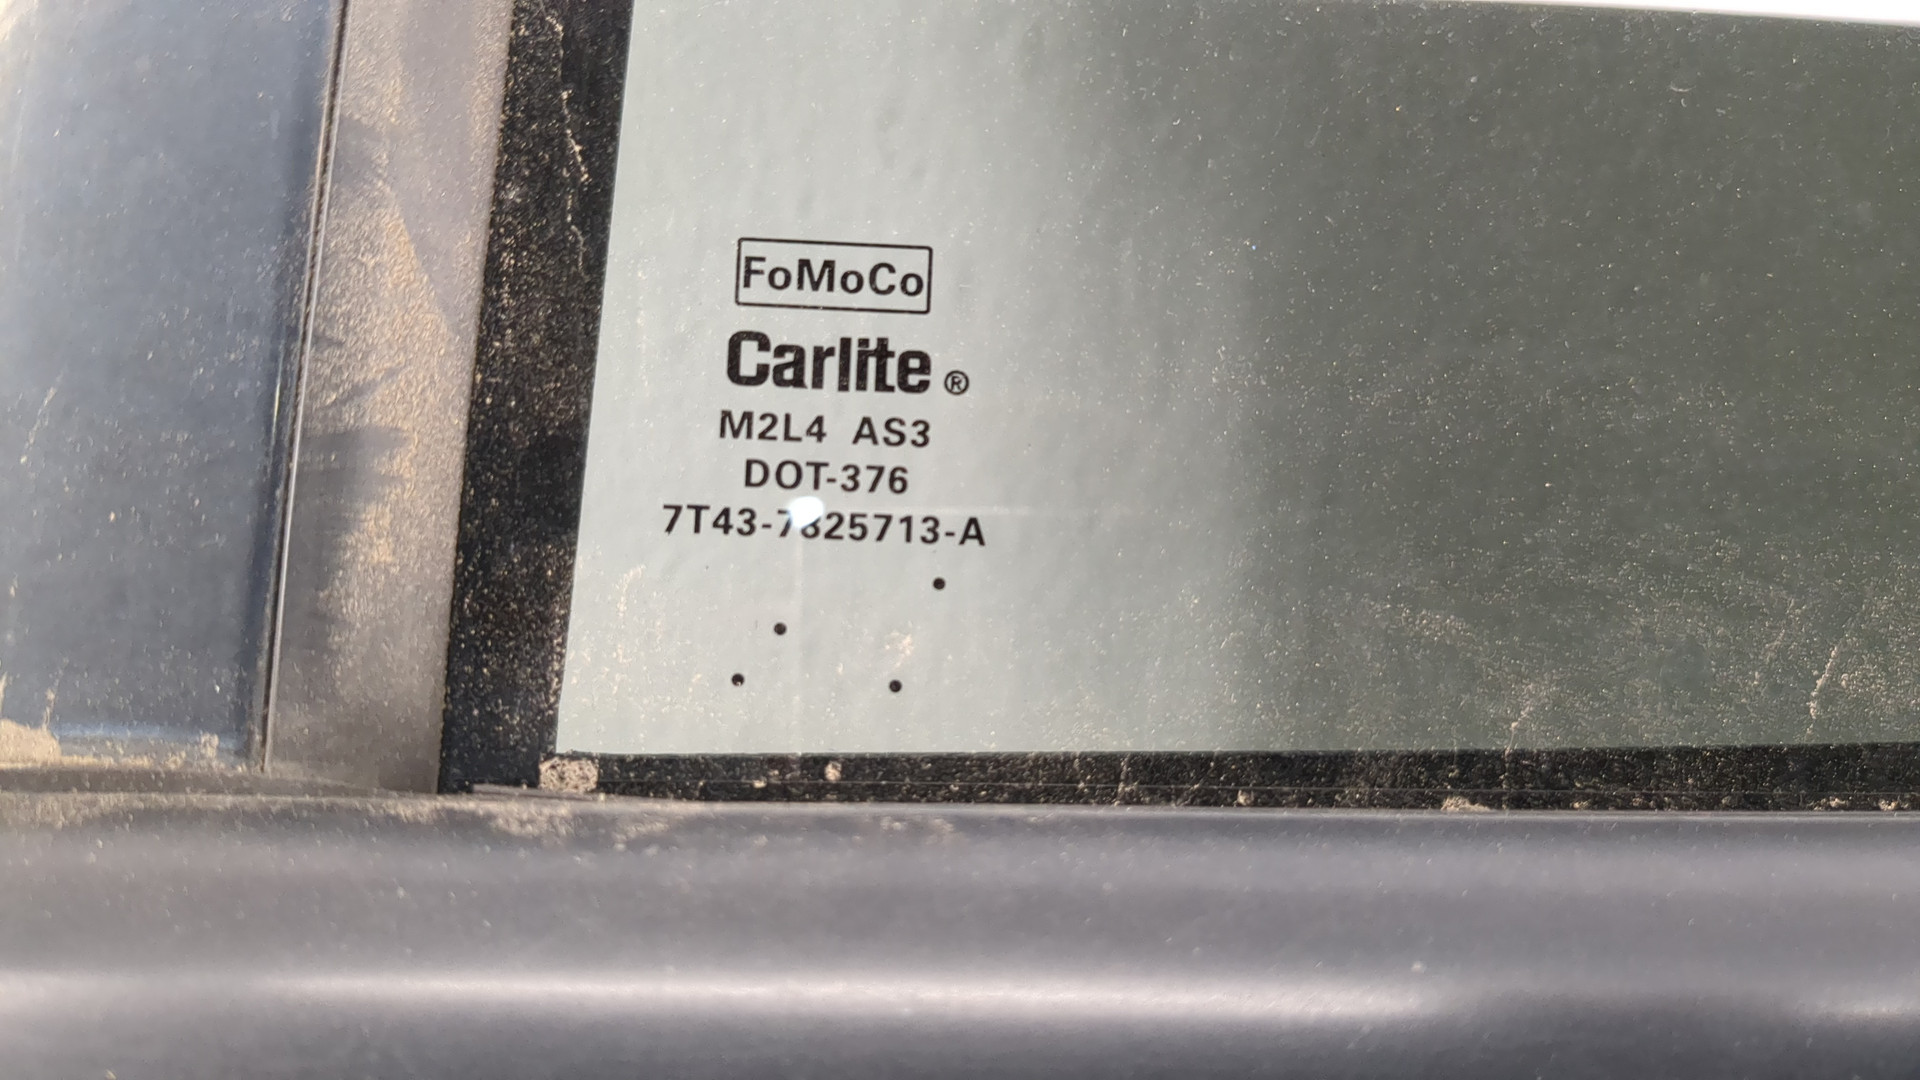 FoMoCo
Carlite ®
M2L4 AS3
DOT-376
7T43-7825713-A